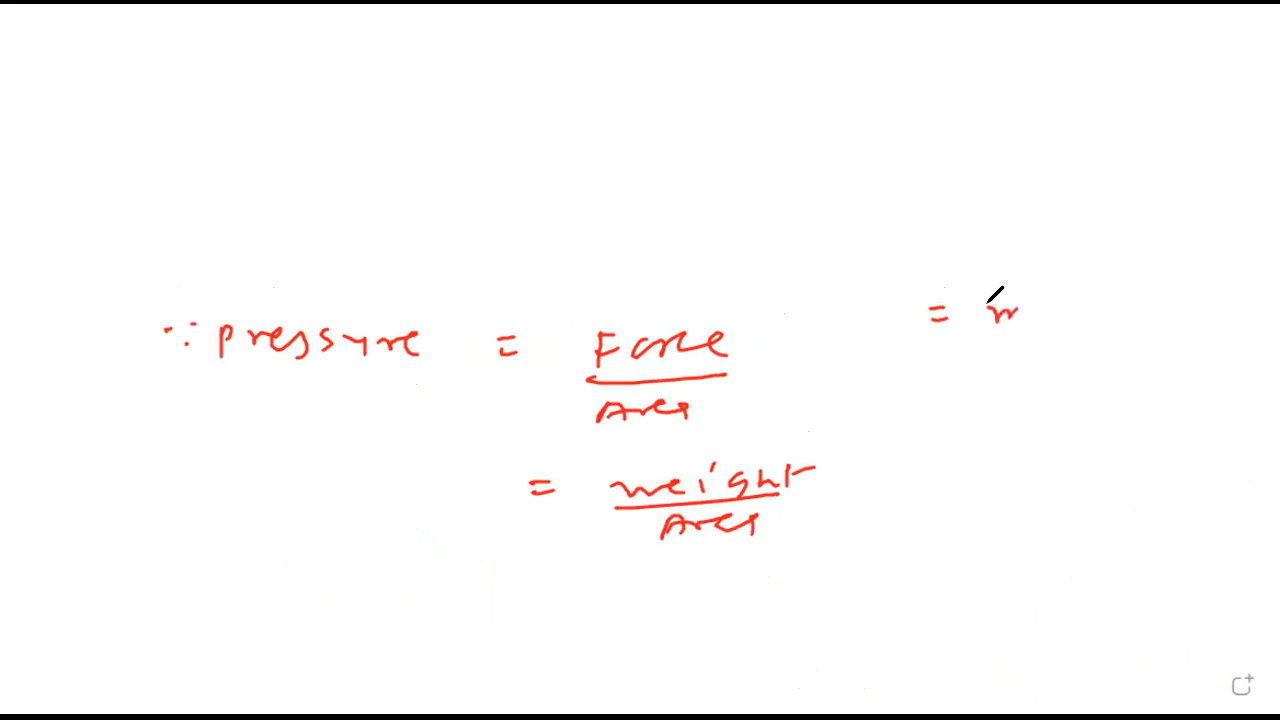 ∵ pressure = Force
Area
= weight
Area
= m